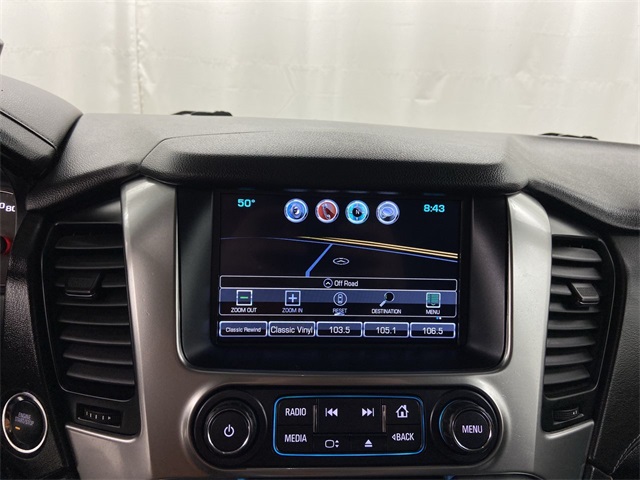 50° 8:43
N
Off Road
ZOOM OUT ZOOM IN RESET DESTINATION MENU
Classic Rewind Classic Vinyl 103.5 105.1 106.5
RADIO
MEDIA BACK
MENU
80